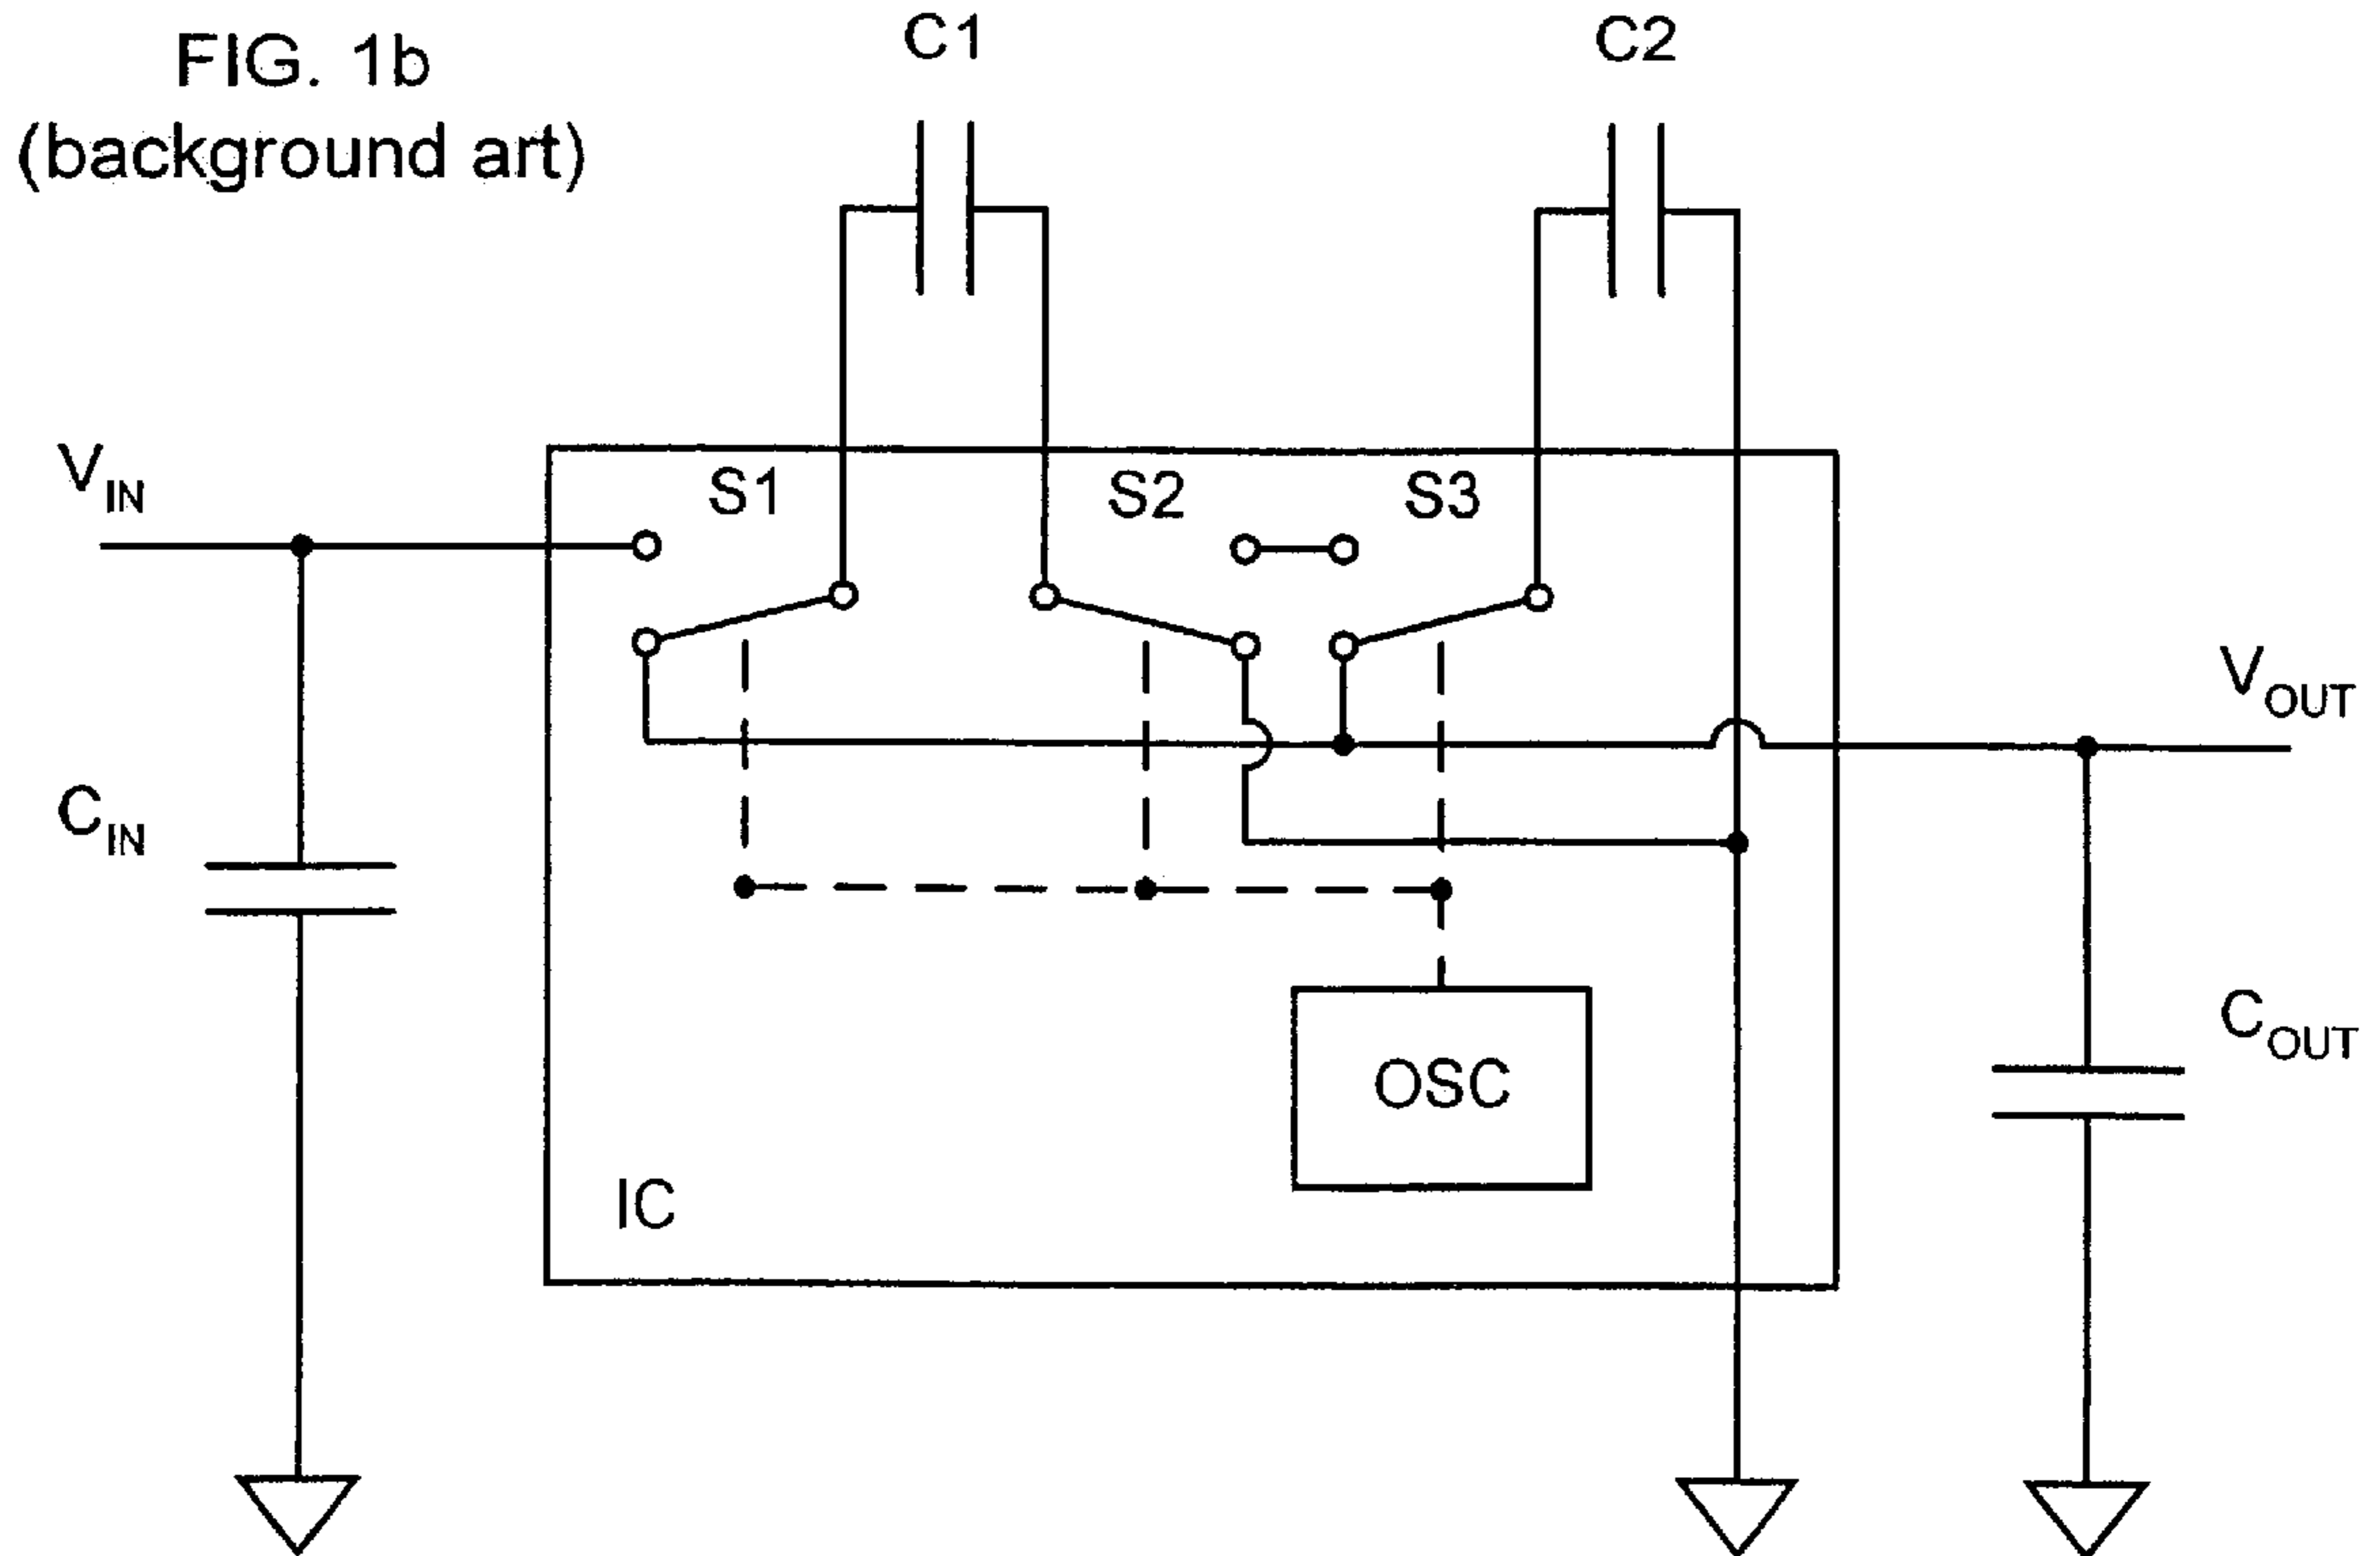 FIG. 1b
(background art)
C1
C2
VIN
S1
S2
S3
VOUT
CIN
COUT
OSC
IC